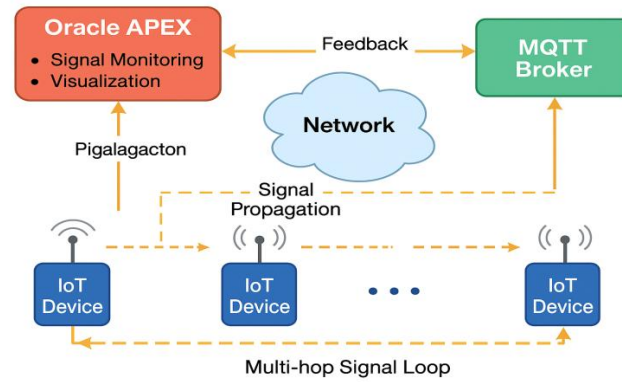 Oracle APEX
• Signal Monitoring
• Visualization
Feedback
MQTT
Broker
Network
Pigalagacton
Signal
Propagation
IoT
Device
IoT
Device
• • •
IoT
Device
Multi-hop Signal Loop